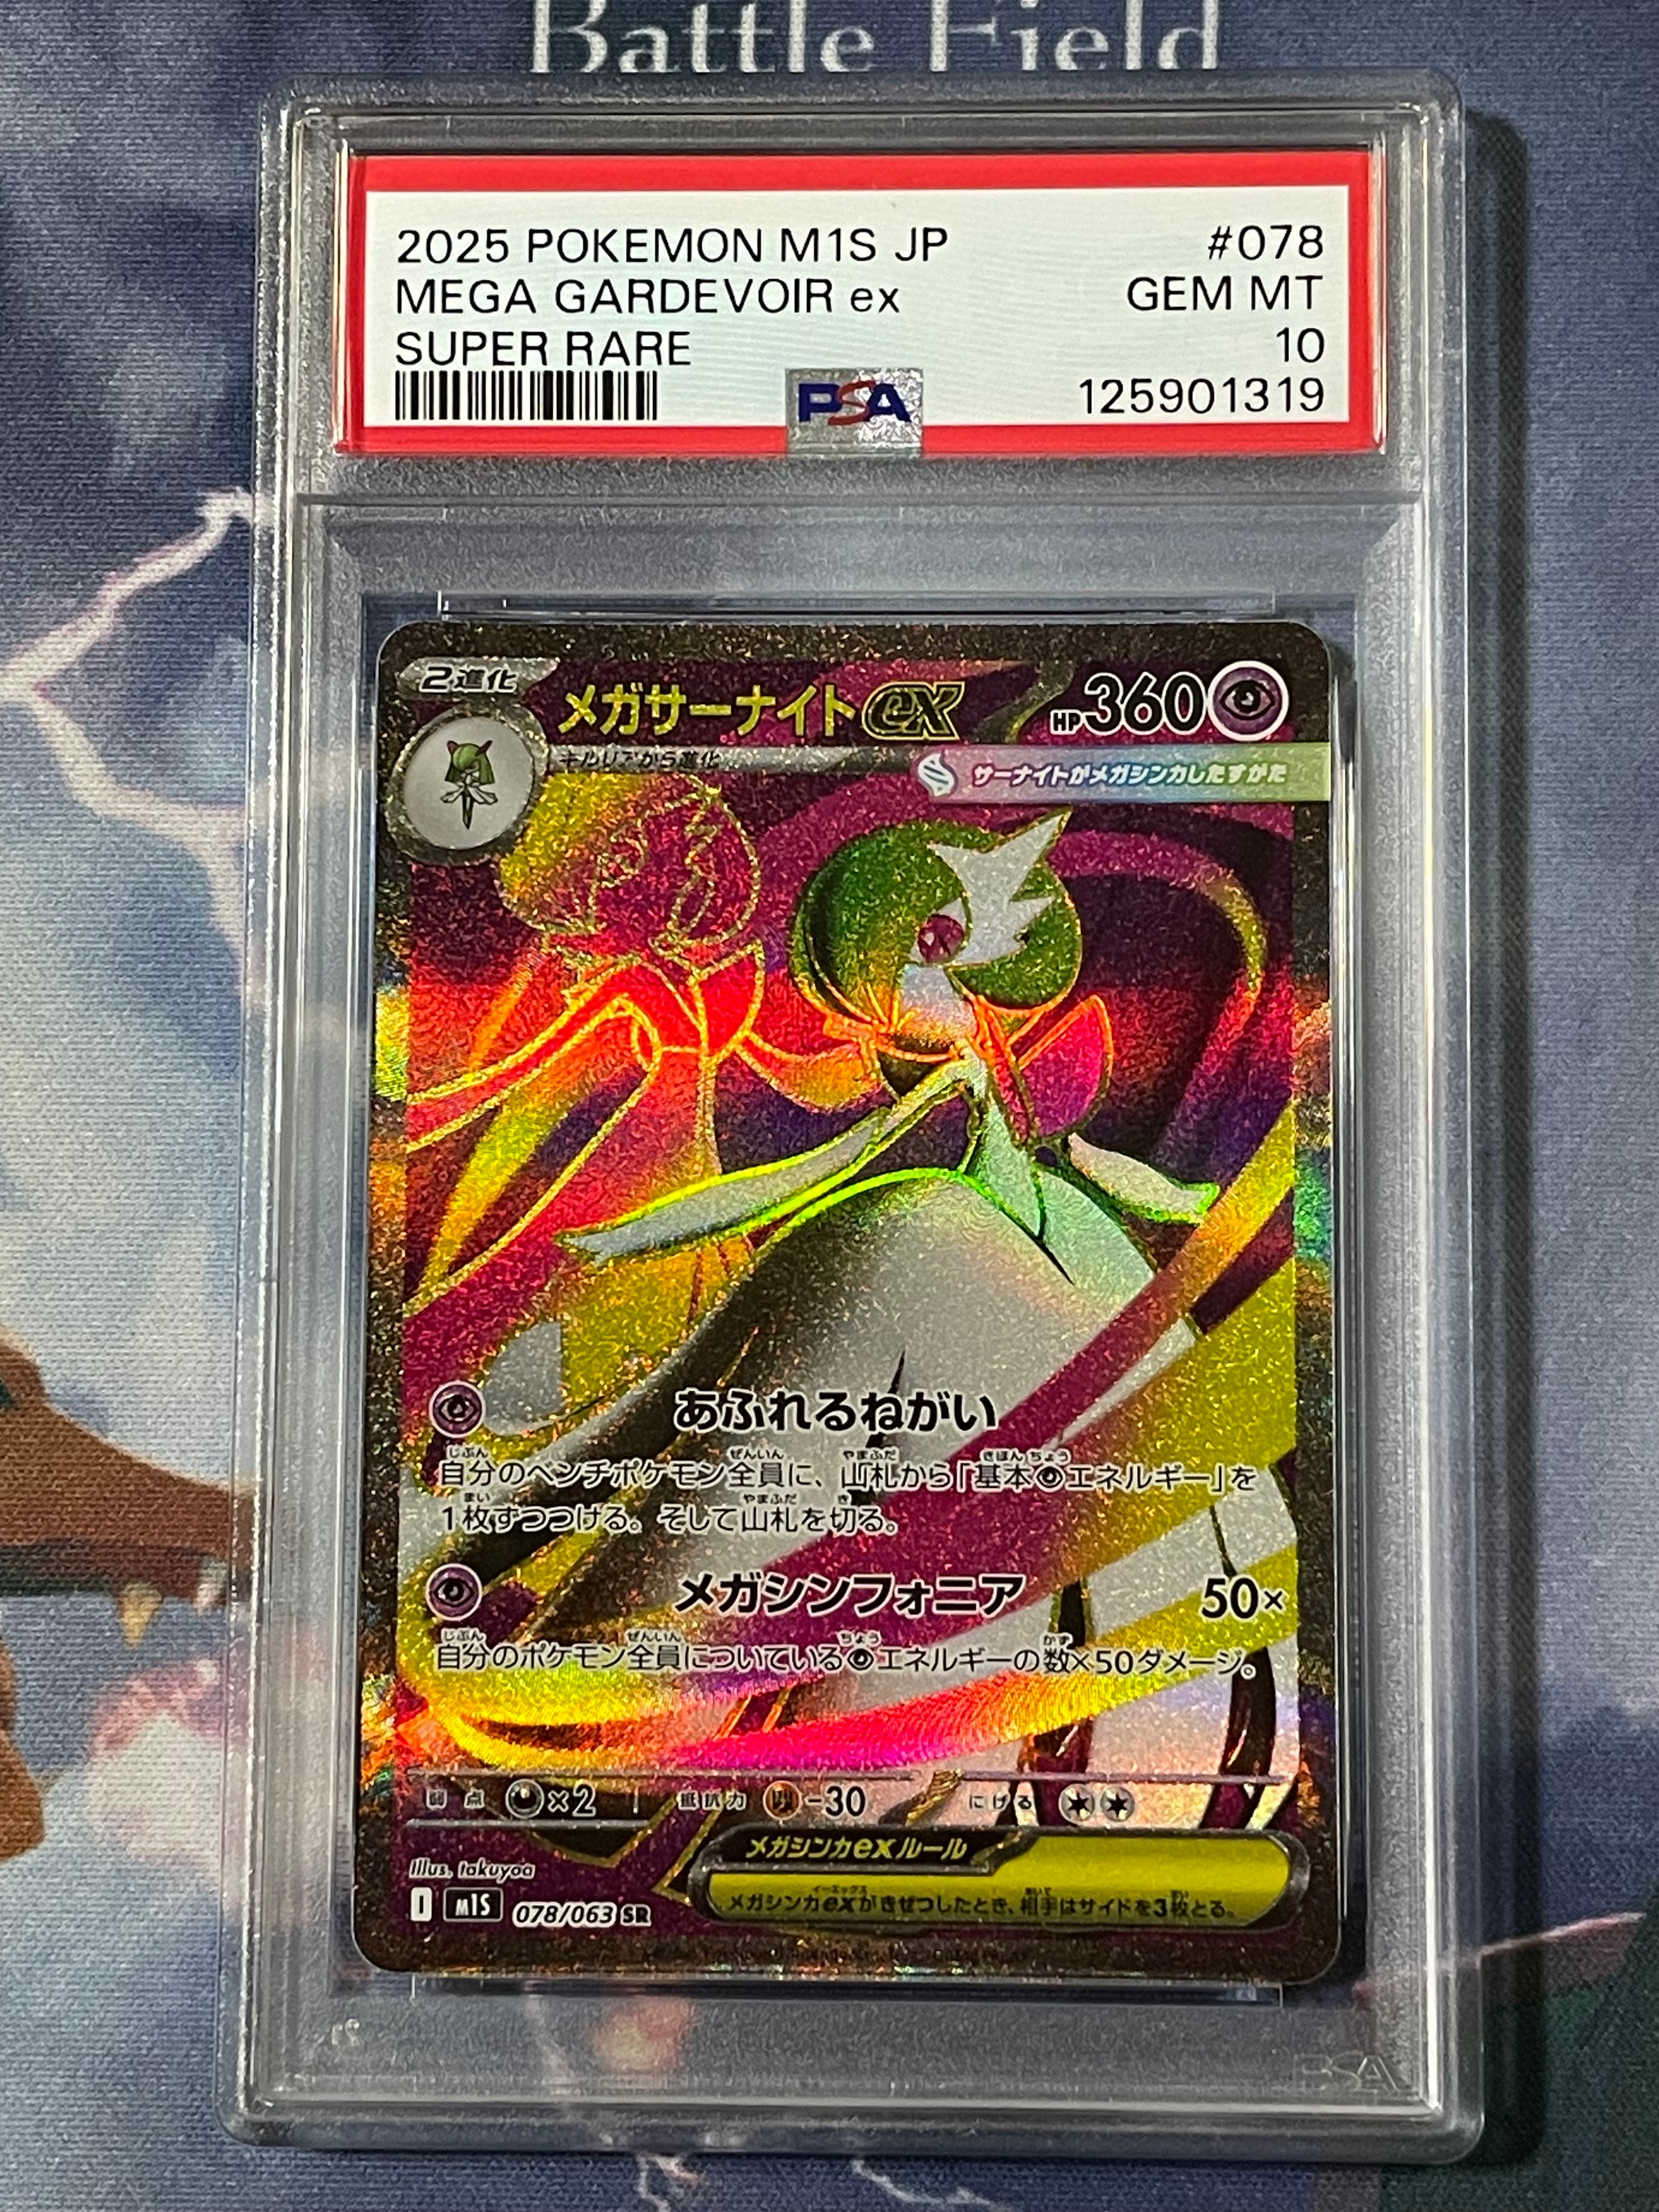 Battle Field
2025 POKEMON M1S JP #078
MEGA GARDEVOIR ex GEM MT
SUPER RARE 10
PSA 125901319
2進化 メガサーナイトex HP360
キルリアから進化
サーナイトがメガシンカしたすがた
あふれるねがい
自分のベンチポケモン全員に、山札から「基本エネルギー」を
1枚ずつつける。そして山札を切る。
メガシンフォニア 50×
自分のポケモン全員についているエネルギーの数×50ダメージ。
弱点 ×2 抵抗力 -30 にげる
メガシンカexルール
メガシンカexがきぜつしたとき、相手はサイドを3枚とる。
Illus. takuyoa
I M1S 078/063 SR
PSA